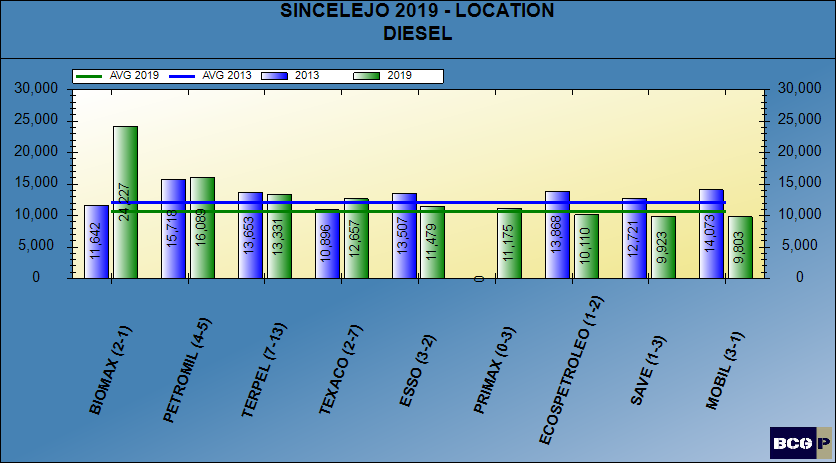 SINCELEJO 2019 - LOCATION
DIESEL
AVG 2019 AVG 2013 2013 2019
30,000 30,000
25,000 25,000
20,000 20,000
15,000 15,000
10,000 10,000
5,000 5,000
0 0
11,642
24,227
15,718
16,089
13,653
13,331
10,896
12,657
13,507
11,479
0
11,175
13,868
10,110
12,721
9,923
14,073
9,803
BIOMAX (2-1)
PETROMIL (4-5)
TERPEL (7-13)
TEXACO (2-7)
ESSO (3-2)
PRIMAX (0-3)
ECOSPETROLEO (1-2)
SAVE (1-3)
MOBIL (3-1)
BCO P